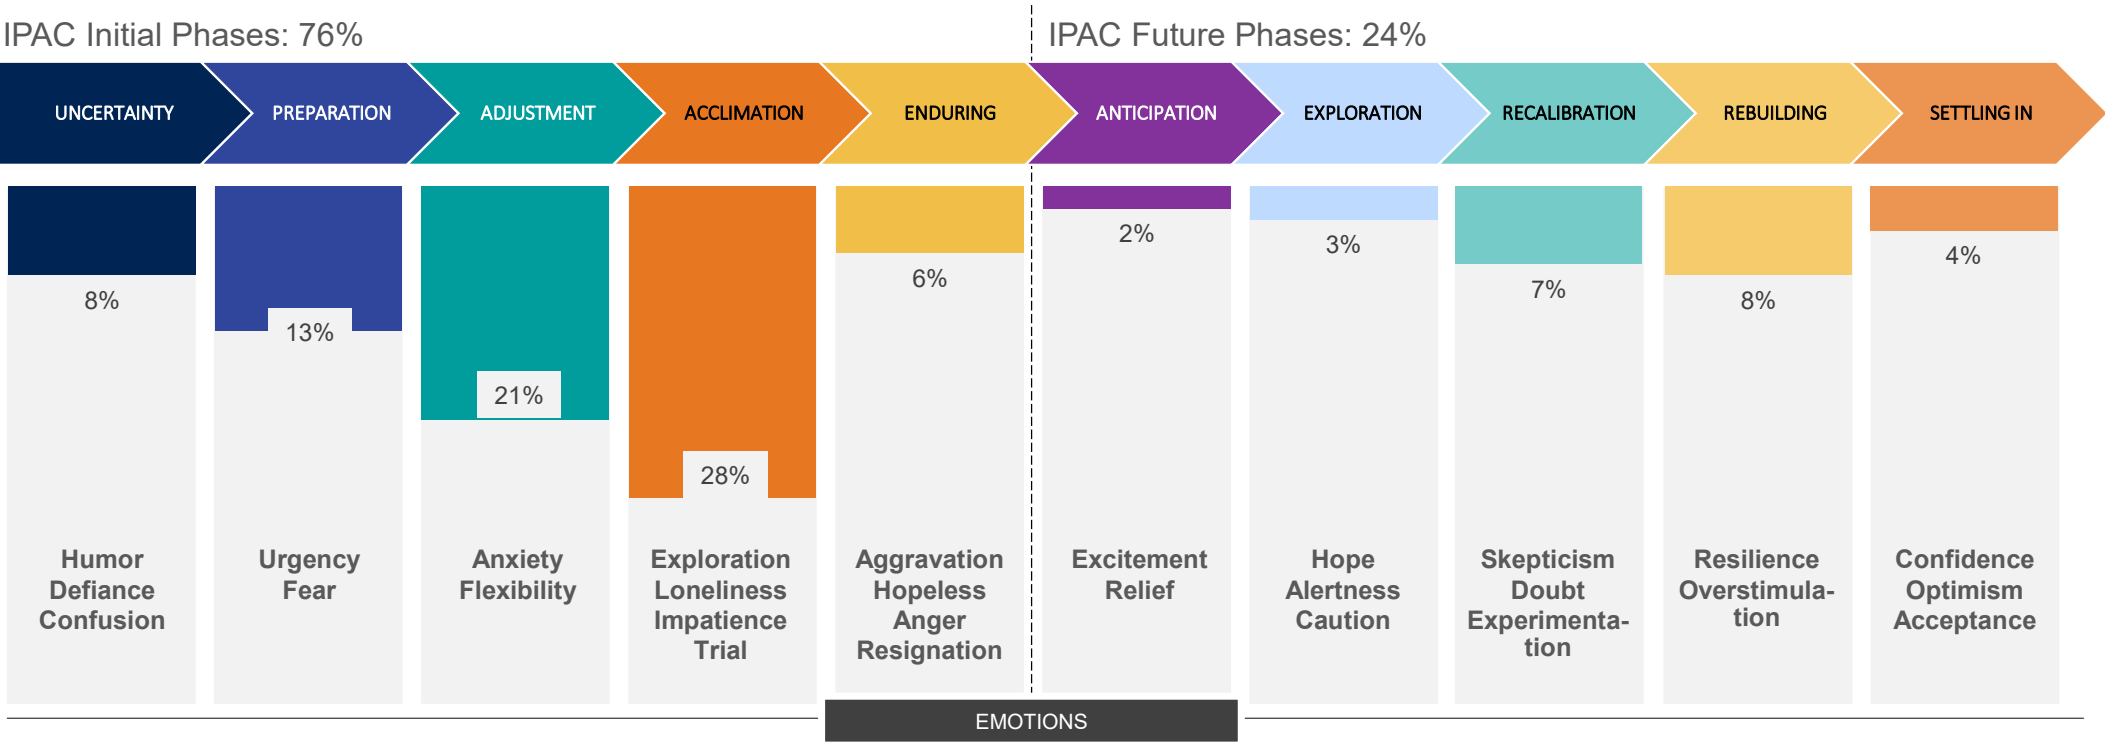 IPAC Initial Phases: 76%
IPAC Future Phases: 24%
UNCERTAINTY
PREPARATION
ADJUSTMENT
ACCLIMATION
ENDURING
ANTICIPATION
EXPLORATION
RECALIBRATION
REBUILDING
SETTLING IN
8%
13%
21%
28%
6%
2%
3%
7%
8%
4%
Humor
Defiance
Confusion
Urgency
Fear
Anxiety
Flexibility
Exploration
Loneliness
Impatience
Trial
Aggravation
Hopeless
Anger
Resignation
Excitement
Relief
Hope
Alertness
Caution
Skepticism
Doubt
Experimenta-
tion
Resilience
Overstimula-
tion
Confidence
Optimism
Acceptance
EMOTIONS